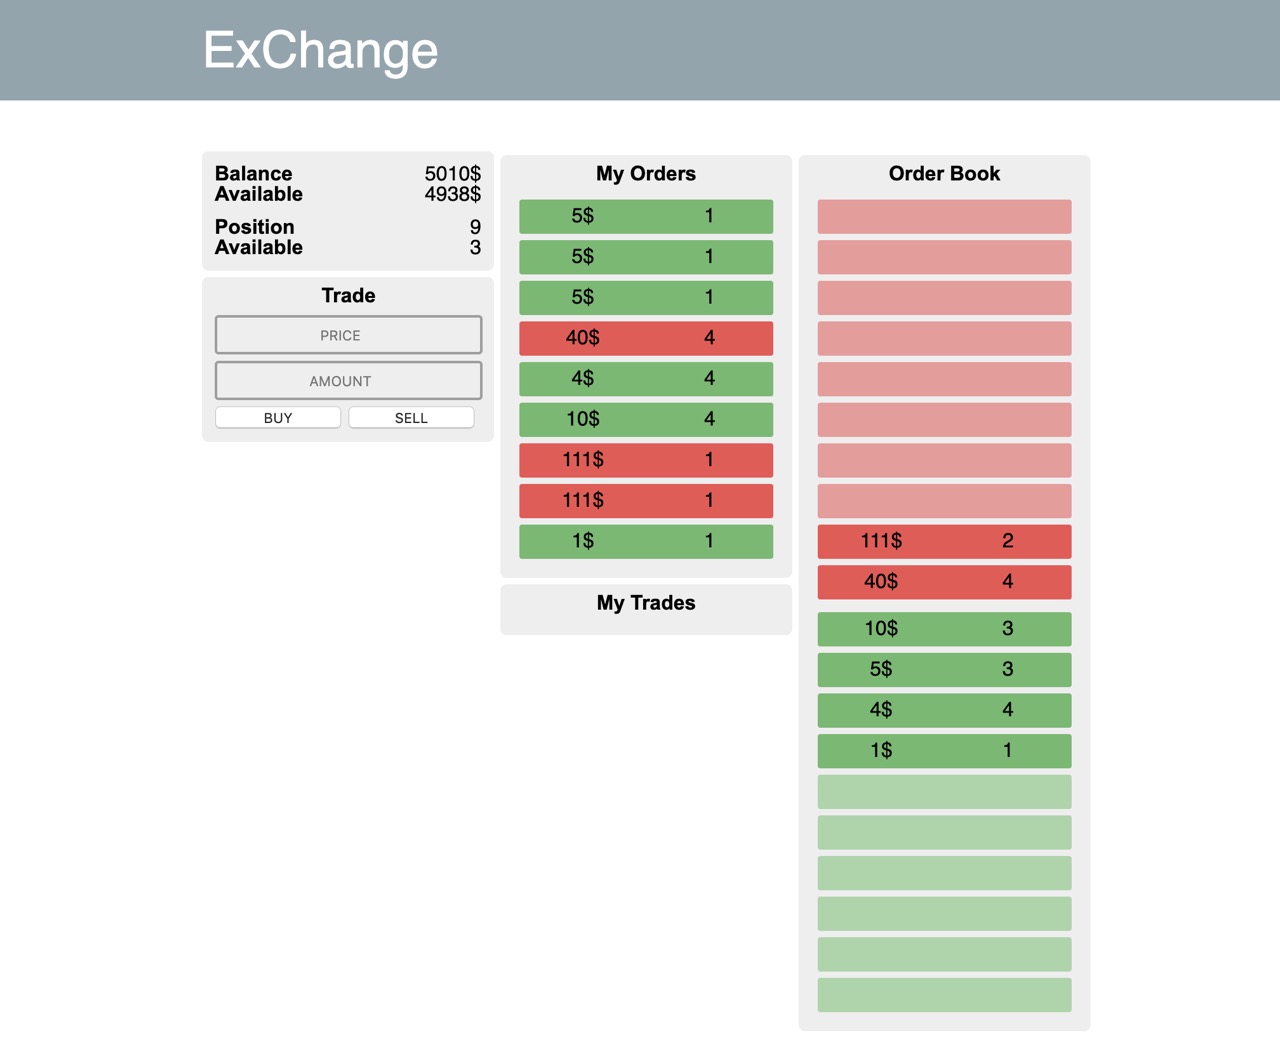 ExChange
Balance 5010$
Available 4938$
Position 9
Available 3
Trade
PRICE
AMOUNT
BUY SELL
My Orders
5$ 1
5$ 1
5$ 1
40$ 4
4$ 4
10$ 4
111$ 1
111$ 1
1$ 1
My Trades
Order Book
111$ 2
40$ 4
10$ 3
5$ 3
4$ 4
1$ 1